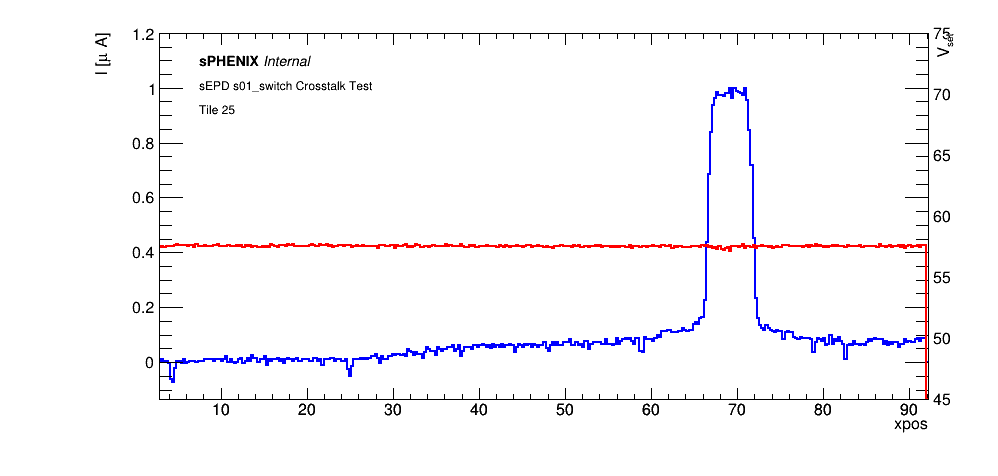 I [μ A]
1.2
1
0.8
0.6
0.4
0.2
0
sPHENIX Internal
sEPD s01_switch Crosstalk Test
Tile 25
75
70
65
60
55
50
45
V_set
10 20 30 40 50 60 70 80 90
xpos